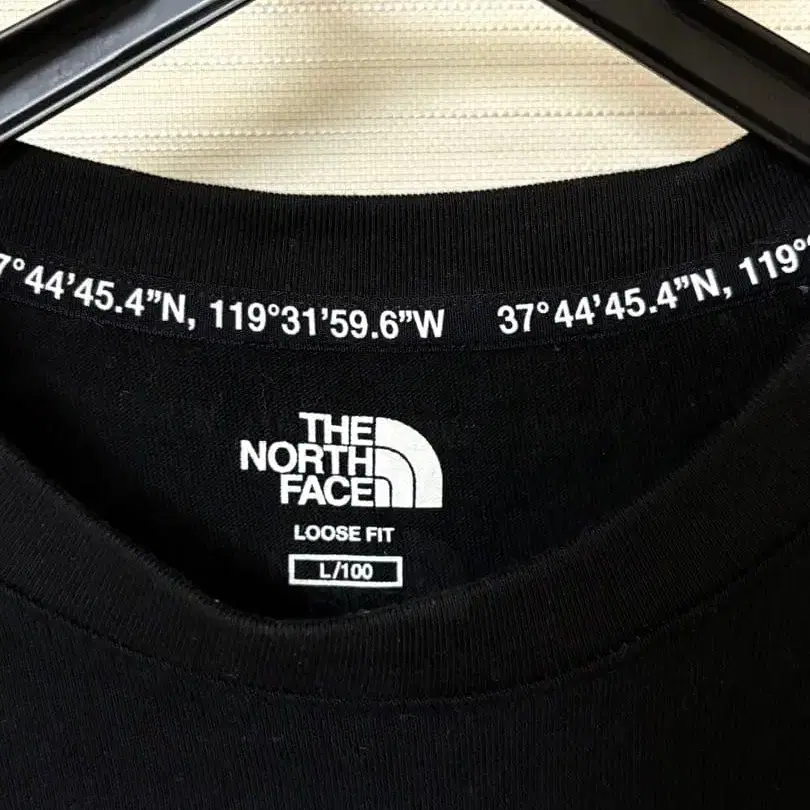 7°44'45.4”N, 119°31'59.6”W 37°44'45.4”N, 119°
THE
NORTH
FACE
LOOSE FIT
L/100